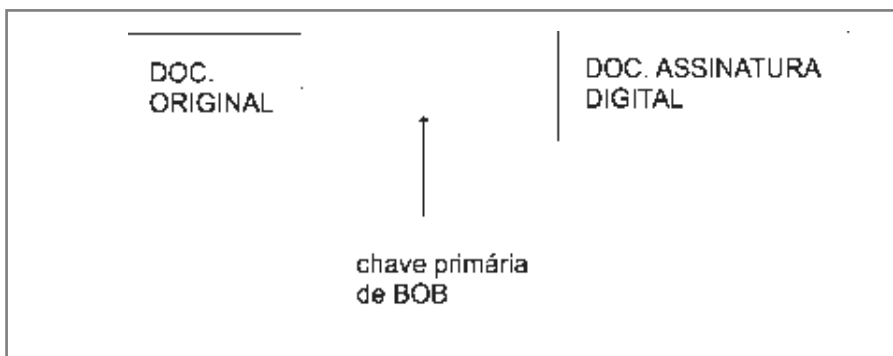 DOC.
ORIGINAL
DOC. ASSINATURA
DIGITAL
chave primária
de BOB